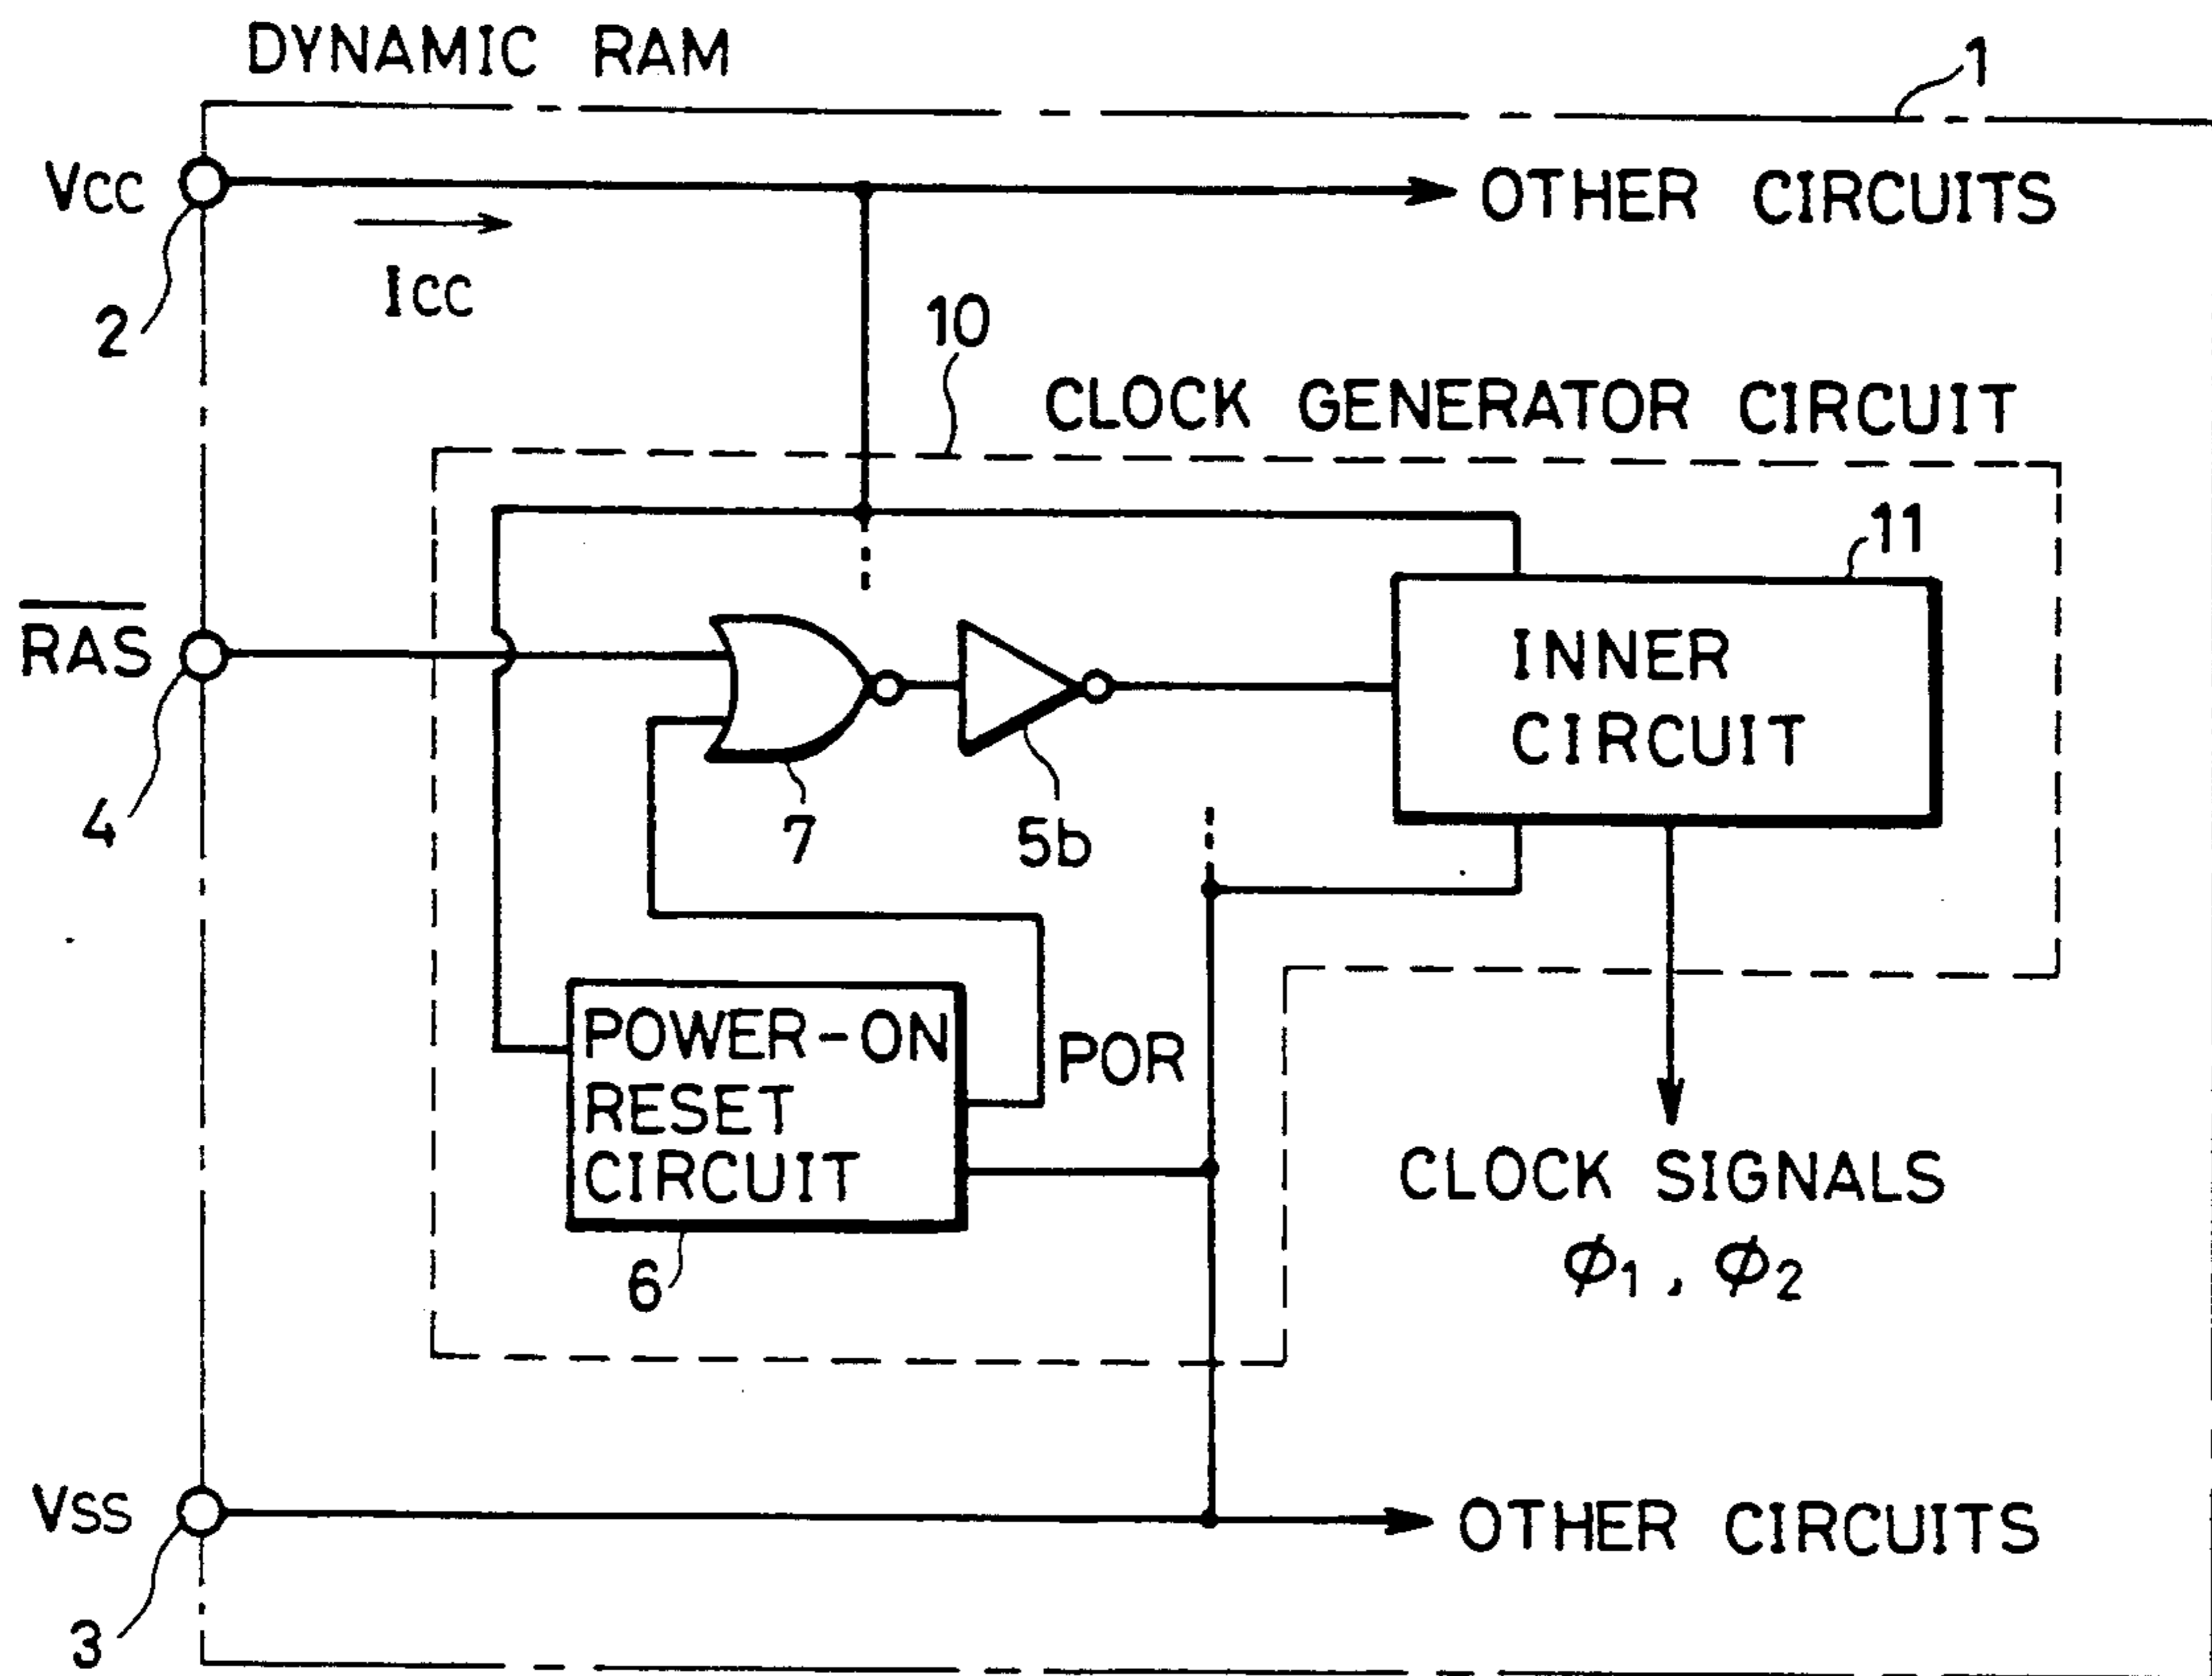 DYNAMIC RAM
1
VCC
OTHER CIRCUITS
2
ICC
10
CLOCK GENERATOR CIRCUIT
11
RAS
INNER
CIRCUIT
4
7
5b
POWER-ON
RESET
CIRCUIT
POR
6
CLOCK SIGNALS
φ1, φ2
VSS
OTHER CIRCUITS
3